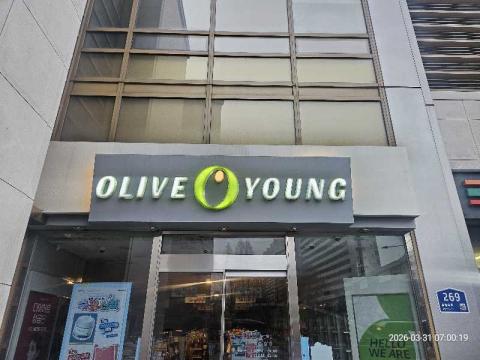 OLIVE YOUNG
269
HELLO
WE ARE
2026-03-31 07:00:19